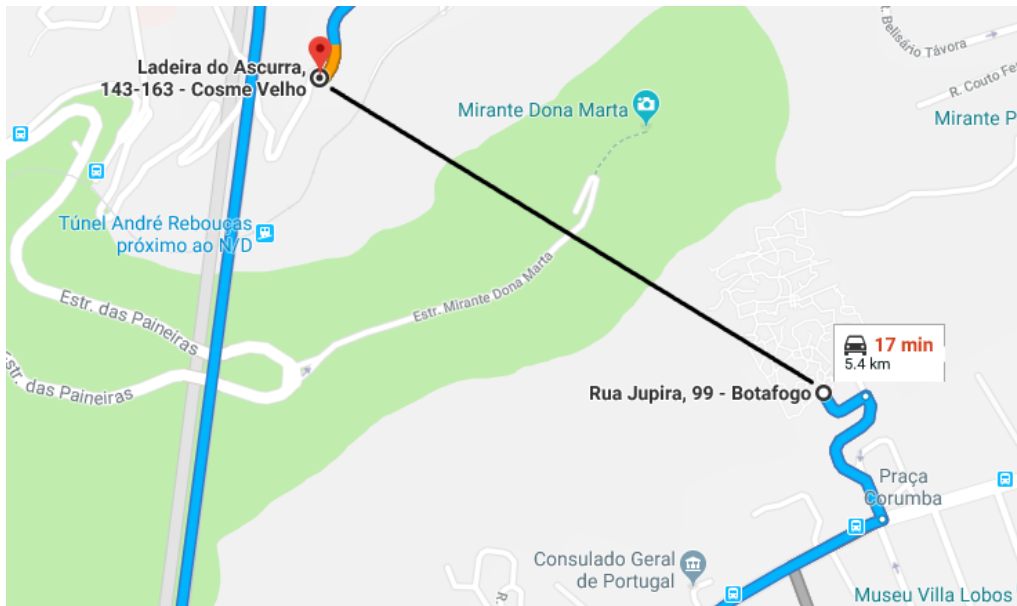 R. Belisário Távora
R. Couto Fe
Ladeira do Ascurra,
143-163 - Cosme Velho
Mirante Dona Marta
Mirante P
Túnel André Rebouças
próximo ao N/D
Estr. Mirante Dona Marta
Estr. das Paineiras
17 min
5.4 km
Estr. das Paineiras
Rua Jupira, 99 - Botafogo
Praça
Corumba
Consulado Geral
de Portugal
R.
Museu Villa Lobos